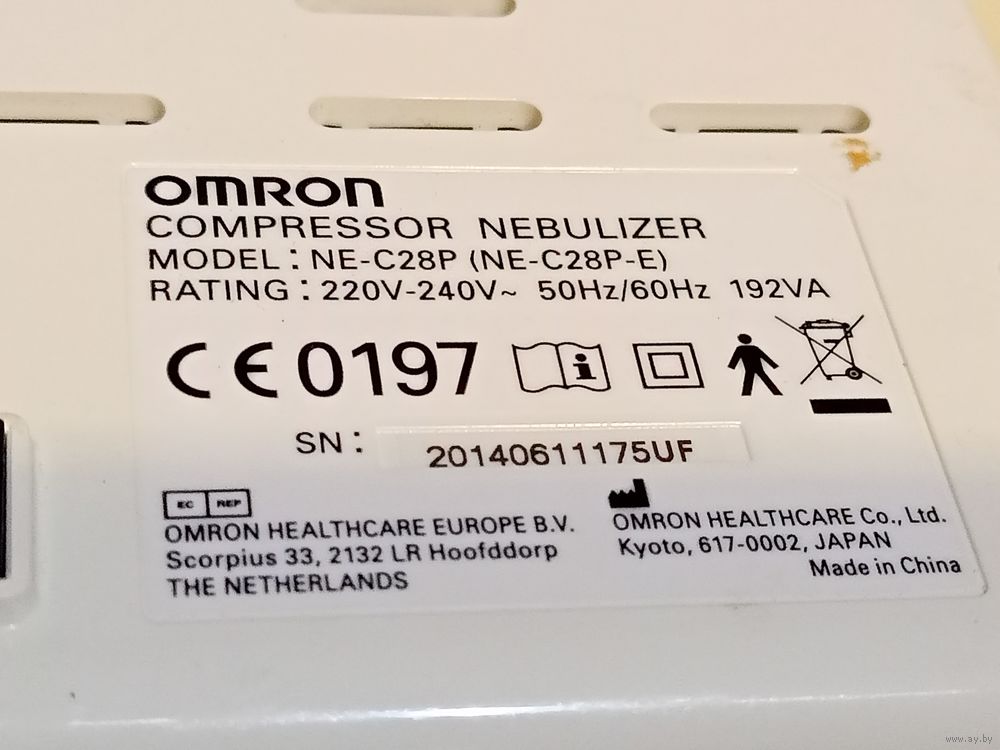 OMRON
COMPRESSOR NEBULIZER
MODEL : NE-C28P (NE-C28P-E)
RATING : 220V-240V~ 50Hz/60Hz 192VA
CE 0197
SN : 20140611175UF
EC REP
OMRON HEALTHCARE EUROPE B.V.
Scorpius 33, 2132 LR Hoofddorp
THE NETHERLANDS
OMRON HEALTHCARE Co., Ltd.
Kyoto, 617-0002, JAPAN
Made in China
www.ay.by